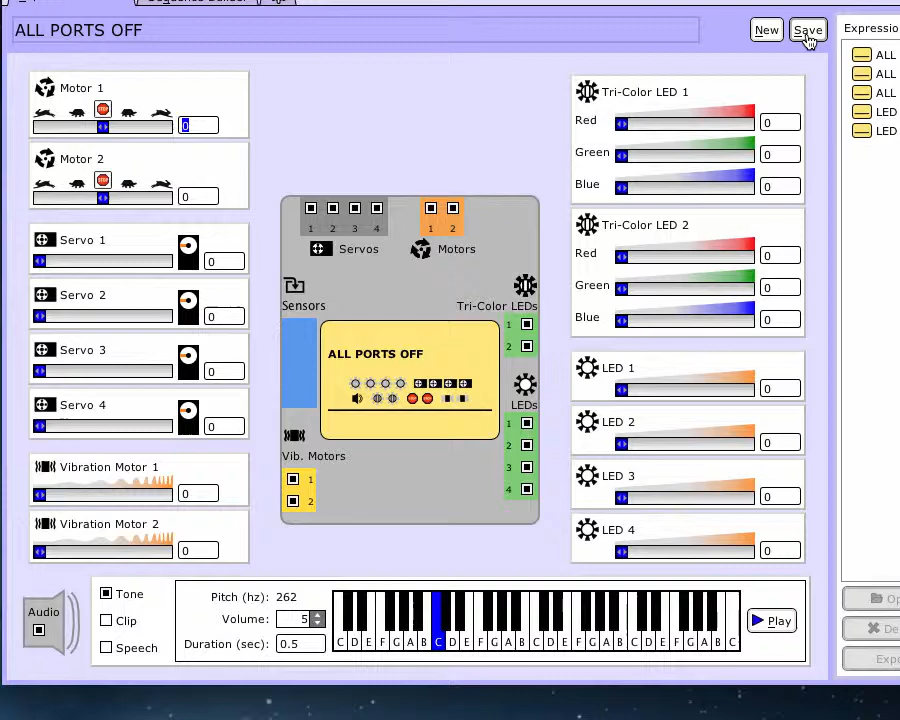 Sequence Builder
ALL PORTS OFF
New
Save
Expressio
ALL
ALL
ALL
LED
LED
Motor 1
STOP
0
Motor 2
STOP
0
Servo 1
0
Servo 2
0
Servo 3
0
Servo 4
0
Vibration Motor 1
0
Vibration Motor 2
0
1 2 3 4
1 2
Servos
Motors
Sensors
Tri-Color LEDs
1
2
ALL PORTS OFF
LEDs
1
2
3
4
Vib. Motors
1
2
Tri-Color LED 1
Red
0
Green
0
Blue
0
Tri-Color LED 2
Red
0
Green
0
Blue
0
LED 1
0
LED 2
0
LED 3
0
LED 4
0
Audio
Tone
Clip
Speech
Pitch (hz): 262
Volume: 5
Duration (sec): 0.5
C D E F G A B C D E F G A B C D E F G A B C D E F G A B C
Play
Op
De
Expo